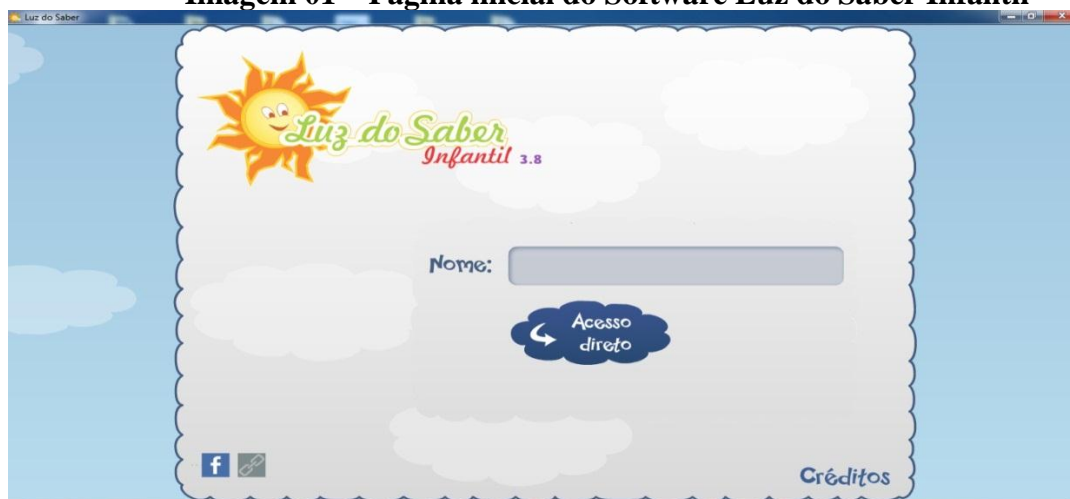 Imagem 01 – Página inicial do Software Luz do Saber Infantil
Luz do Saber
Luz do Saber
Infantil 3.8
Nome:
Acesso
direto
f
Créditos